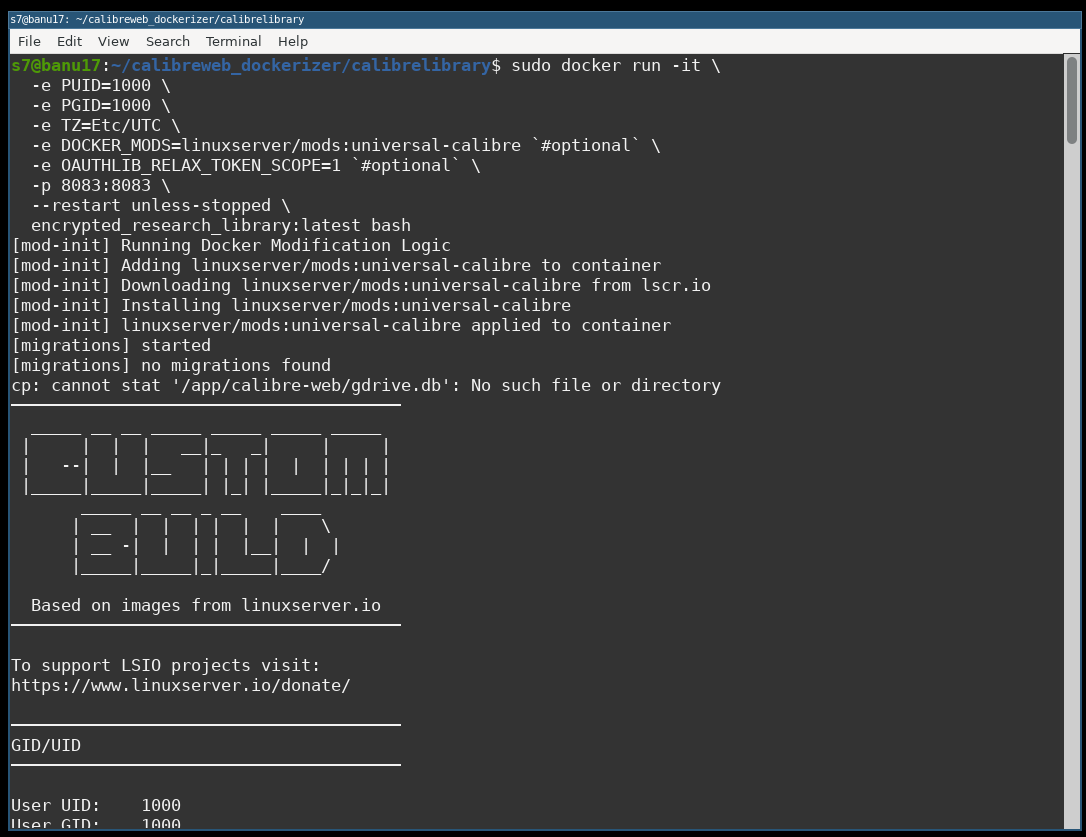 s7@banu17: ~/calibreweb_dockerizer/calibrelibrary
File Edit View Search Terminal Help
s7@banu17:~/calibreweb_dockerizer/calibrelibrary$ sudo docker run -it \
  -e PUID=1000 \
  -e PGID=1000 \
  -e TZ=Etc/UTC \
  -e DOCKER_MODS=linuxserver/mods:universal-calibre `#optional` \
  -e OAUTHLIB_RELAX_TOKEN_SCOPE=1 `#optional` \
  -p 8083:8083 \
  --restart unless-stopped \
  encrypted_research_library:latest bash
[mod-init] Running Docker Modification Logic
[mod-init] Adding linuxserver/mods:universal-calibre to container
[mod-init] Downloading linuxserver/mods:universal-calibre from lscr.io
[mod-init] Installing linuxserver/mods:universal-calibre
[mod-init] linuxserver/mods:universal-calibre applied to container
[migrations] started
[migrations] no migrations found
cp: cannot stat '/app/calibre-web/gdrive.db': No such file or directory
CUSTOM
BUILD
  Based on images from linuxserver.io
To support LSIO projects visit:
https://www.linuxserver.io/donate/
GID/UID
User UID:    1000
User GID:    1000